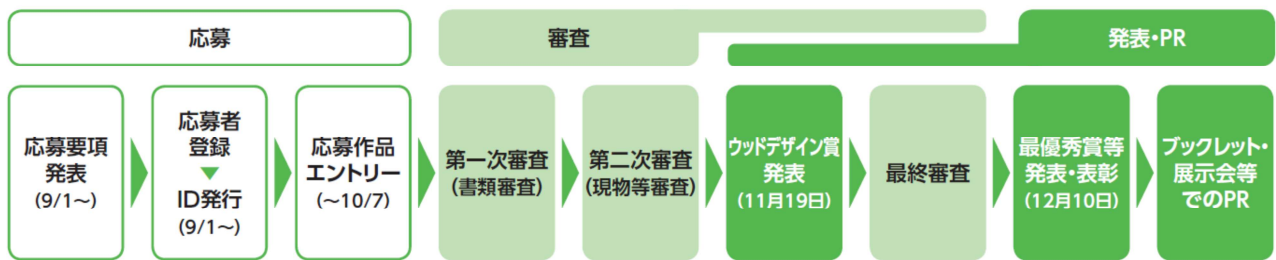 応募
審査
発表・PR
応募要項
発表
(9/1～)
応募者
登録
ID発行
(9/1～)
応募作品
エントリー
(～10/7)
第一次審査
(書類審査)
第二次審査
(現物等審査)
ウッドデザイン賞
発表
(11月19日)
最終審査
最優秀賞等
発表・表彰
(12月10日)
ブックレット・
展示会等
でのPR